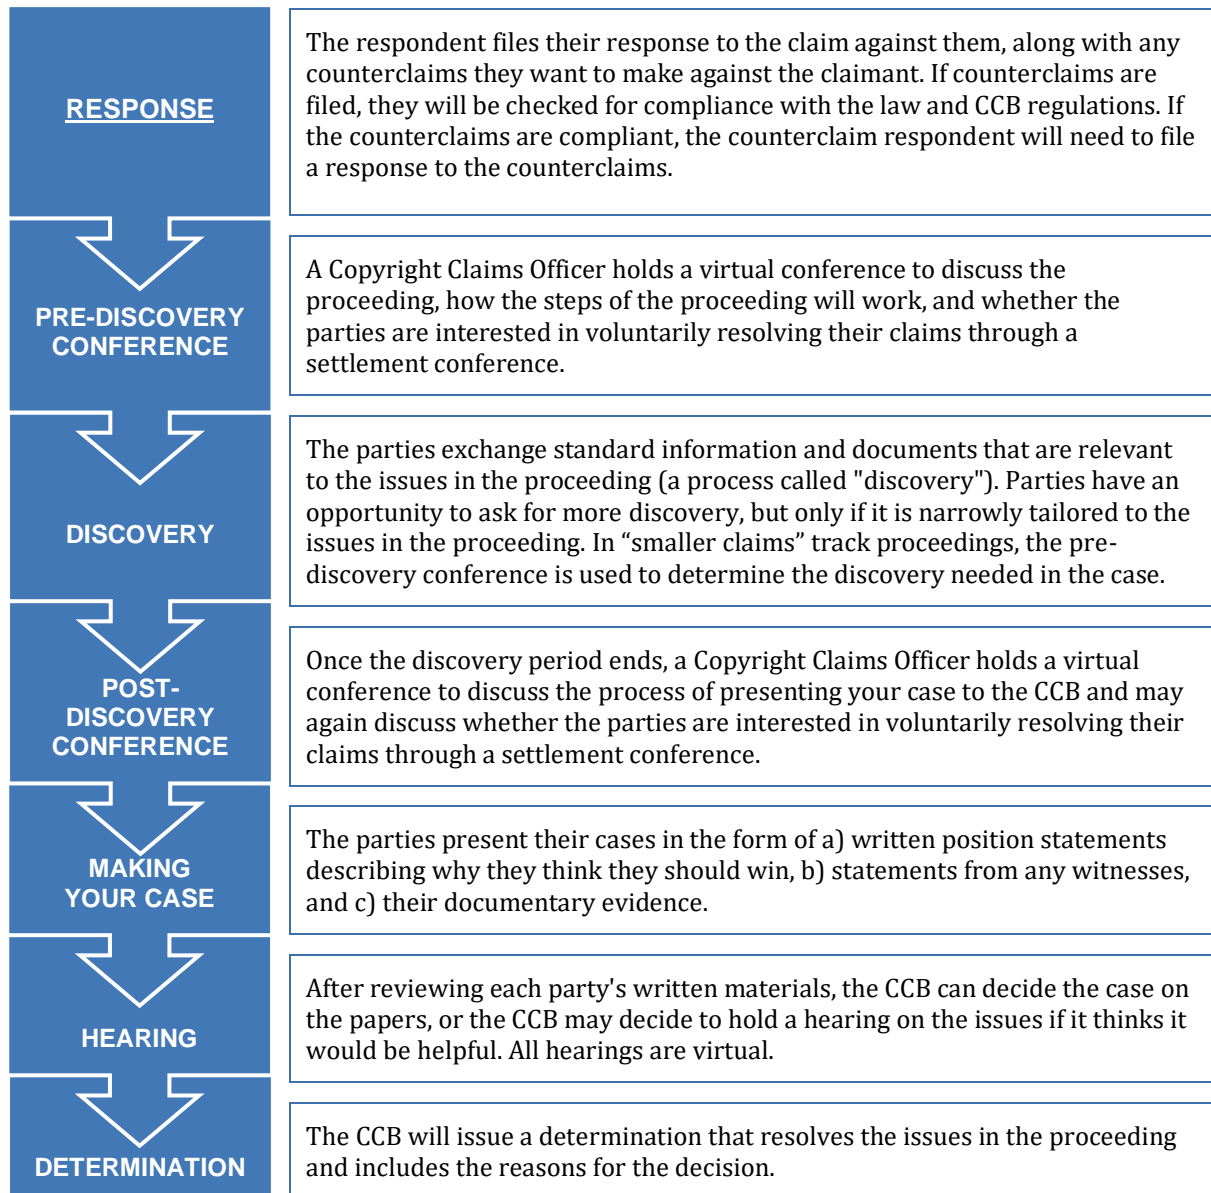 RESPONSE
The respondent files their response to the claim against them, along with any
counterclaims they want to make against the claimant. If counterclaims are
filed, they will be checked for compliance with the law and CCB regulations. If
the counterclaims are compliant, the counterclaim respondent will need to file
a response to the counterclaims.
PRE-DISCOVERY
CONFERENCE
A Copyright Claims Officer holds a virtual conference to discuss the
proceeding, how the steps of the proceeding will work, and whether the
parties are interested in voluntarily resolving their claims through a
settlement conference.
DISCOVERY
The parties exchange standard information and documents that are relevant
to the issues in the proceeding (a process called "discovery"). Parties have an
opportunity to ask for more discovery, but only if it is narrowly tailored to the
issues in the proceeding. In “smaller claims” track proceedings, the pre-
discovery conference is used to determine the discovery needed in the case.
POST-
DISCOVERY
CONFERENCE
Once the discovery period ends, a Copyright Claims Officer holds a virtual
conference to discuss the process of presenting your case to the CCB and may
again discuss whether the parties are interested in voluntarily resolving their
claims through a settlement conference.
MAKING
YOUR CASE
The parties present their cases in the form of a) written position statements
describing why they think they should win, b) statements from any witnesses,
and c) their documentary evidence.
HEARING
After reviewing each party's written materials, the CCB can decide the case on
the papers, or the CCB may decide to hold a hearing on the issues if it thinks it
would be helpful. All hearings are virtual.
DETERMINATION
The CCB will issue a determination that resolves the issues in the proceeding
and includes the reasons for the decision.